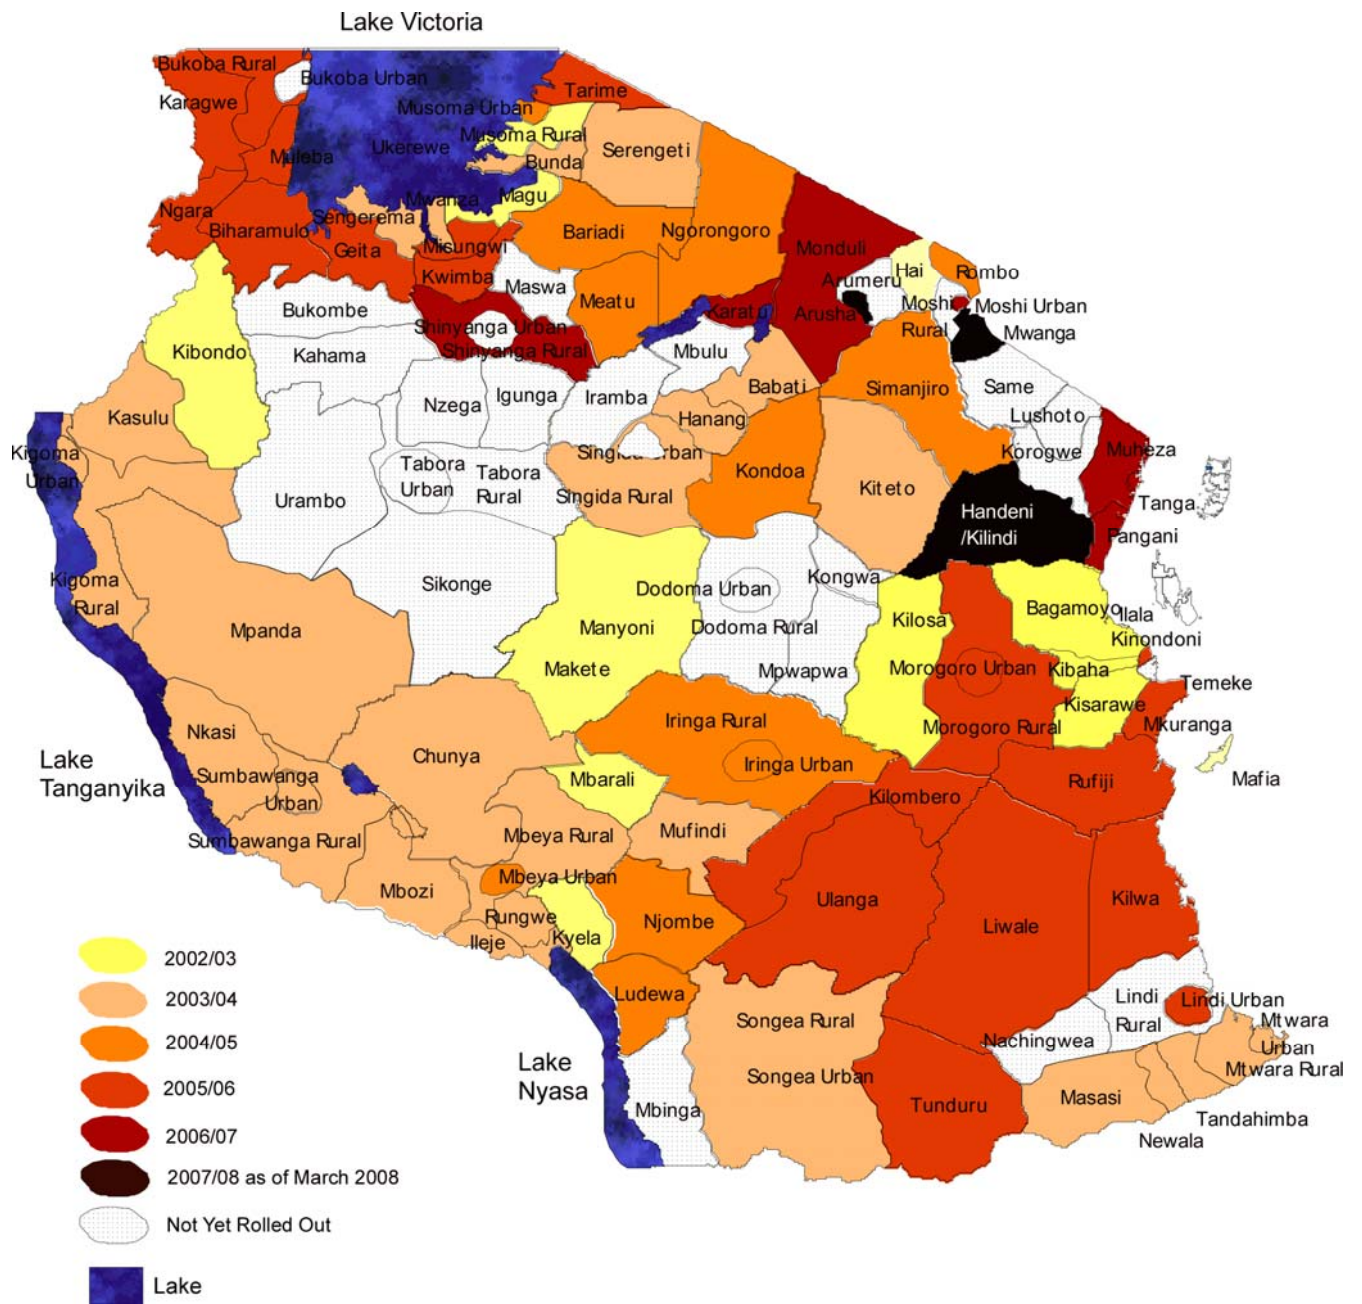 Lake Victoria
Bukoba Rural
Bukoba Urban
Karagwe
Tarime
Musoma Urban
Musoma Rural
Ukerewe
Muleba
Bunda
Serengeti
Mwanza
Magu
Ngara
Sengerema
Biharamulo
Geita
Misungwi
Bariadi
Ngorongoro
Monduli
Kwimba
Maswa
Meatu
Arumeru
Hai
Rombo
Bukombe
Karatu
Arusha
Moshi
Rural
Moshi Urban
Mwanga
Shinyanga Urban
Shinyanga Rural
Kibondo
Kahama
Mbulu
Babati
Simanjiro
Same
Nzega
Igunga
Iramba
Hanang
Lushoto
Kasulu
Korogwe
Muheza
Kigoma
Urban
Singida Urban
Tabora
Urban
Tabora
Rural
Kondoa
Kiteto
Urambo
Singida Rural
Tanga
Handeni
/Kilindi
Pangani
Kigoma
Rural
Sikonge
Dodoma Urban
Kongwa
Bagamoyo
Ilala
Kinondoni
Mpanda
Manyoni
Dodoma Rural
Kilosa
Makete
Mpwapwa
Morogoro Urban
Kibaha
Temeke
Kisarawe
Nkasi
Iringa Rural
Morogoro Rural
Mkuranga
Lake
Tanganyika
Chunya
Sumbawanga
Urban
Mbarali
Iringa Urban
Rufiji
Mafia
Kilombero
Sumbawanga Rural
Mbeya Rural
Mufindi
Mbozi
Mbeya Urban
Ulanga
Kilwa
Rungwe
Njombe
Liwale
Ileje
Kyela
2002/03
2003/04
Ludewa
Lindi
Rural
Lindi Urban
Songea Rural
Mtwara
Urban
2004/05
Nachingwea
Lake
Nyasa
Mtwara Rural
Songea Urban
2005/06
Mbinga
Tunduru
Masasi
Tandahimba
Newala
2006/07
2007/08 as of March 2008
Not Yet Rolled Out
Lake